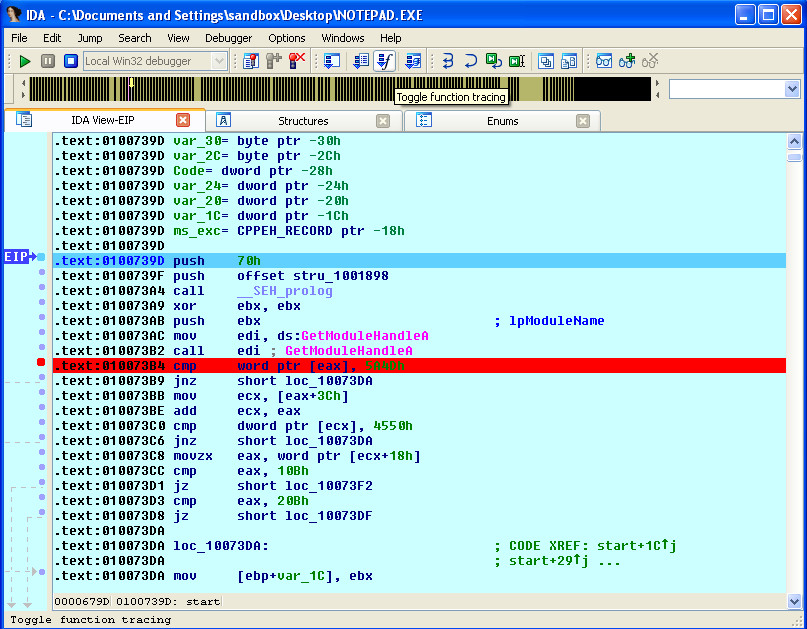 IDA - C:\Documents and Settings\sandbox\Desktop\NOTEPAD.EXE
File Edit Jump Search View Debugger Options Windows Help
Local Win32 debugger
Toggle function tracing
IDA View-EIP Structures Enums
.text:0100739D var_30= byte ptr -30h
.text:0100739D var_2C= byte ptr -2Ch
.text:0100739D Code= dword ptr -28h
.text:0100739D var_24= dword ptr -24h
.text:0100739D var_20= dword ptr -20h
.text:0100739D var_1C= dword ptr -1Ch
.text:0100739D ms_exc= CPPEH_RECORD ptr -18h
.text:0100739D
EIP .text:0100739D push 70h
.text:0100739F push offset stru_1001898
.text:010073A4 call __SEH_prolog
.text:010073A9 xor ebx, ebx
.text:010073AB push ebx ; lpModuleName
.text:010073AC mov edi, ds:GetModuleHandleA
.text:010073B2 call edi ; GetModuleHandleA
.text:010073B4 cmp word ptr [eax], 5A4Dh
.text:010073B9 jnz short loc_10073DA
.text:010073BB mov ecx, [eax+3Ch]
.text:010073BE add ecx, eax
.text:010073C0 cmp dword ptr [ecx], 4550h
.text:010073C6 jnz short loc_10073DA
.text:010073C8 movzx eax, word ptr [ecx+18h]
.text:010073CC cmp eax, 10Bh
.text:010073D1 jz short loc_10073F2
.text:010073D3 cmp eax, 20Bh
.text:010073D8 jz short loc_10073DF
.text:010073DA
.text:010073DA loc_10073DA: ; CODE XREF: start+1C↑j
.text:010073DA ; start+29↑j ...
.text:010073DA mov [ebp+var_1C], ebx
0000679D 0100739D: start
Toggle function tracing